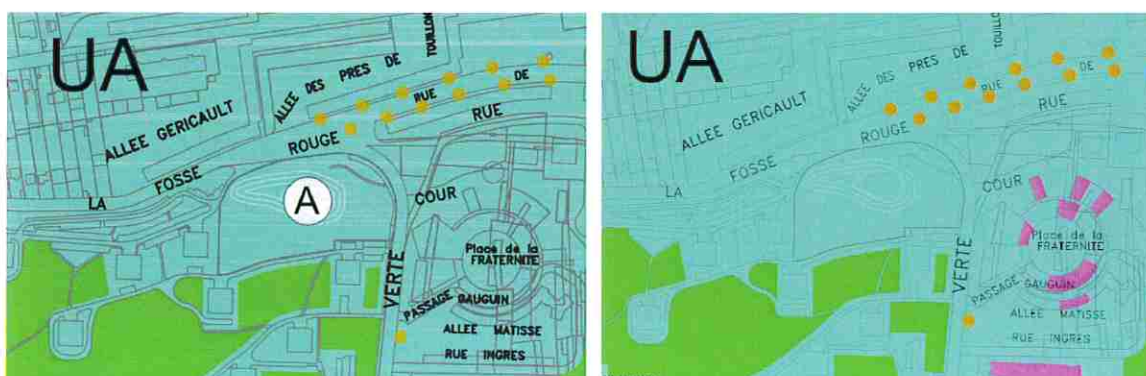 UA
ALLEE DES PRES DE
TOUILLON
ALLEE GERICAULT
RUE
DE
RUE
ROUGE
FOSSE
LA
A
COUR
Place de la
FRATERNITE
VERTE
PASSAGE GAUGUIN
ALLEE MATISSE
RUE INGRES
UA
ALLEE DES PRES DE
ALLEE GERICAULT
RUE
DE
RUE
ROUGE
FOSSE
LA
COUR
Place de la
FRATERNITE
VERTE
PASSAGE GAUGUIN
ALLEE MATISSE
RUE INGRES